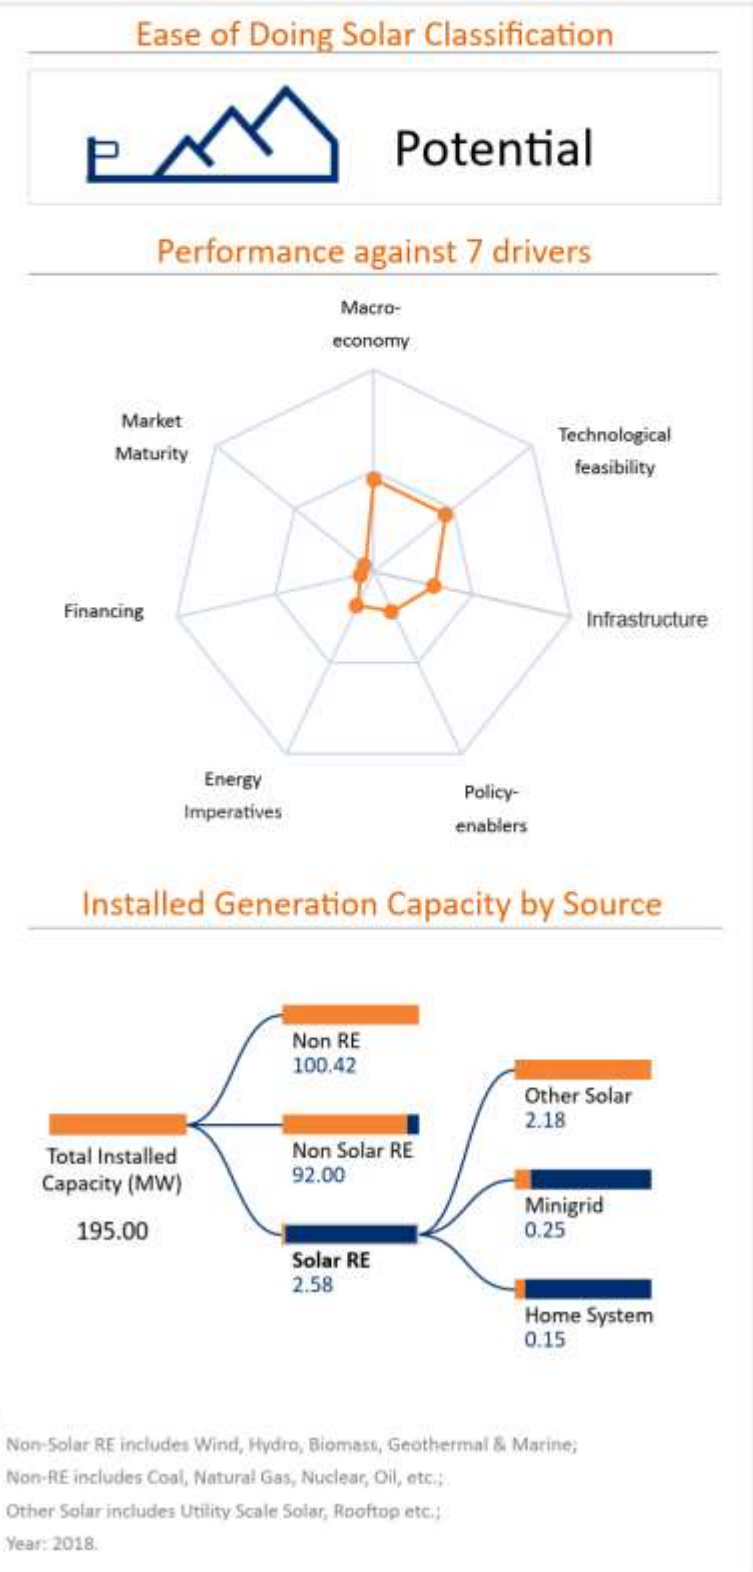 Ease of Doing Solar Classification
Potential
Performance against 7 drivers
Macro-
economy
Market
Maturity
Technological
feasibility
Financing
Infrastructure
Energy
Imperatives
Policy-
enablers
Installed Generation Capacity by Source
Non RE
100.42
Other Solar
2.18
Total Installed
Capacity (MW)
195.00
Non Solar RE
92.00
Minigrid
0.25
Solar RE
2.58
Home System
0.15
Non-Solar RE includes Wind, Hydro, Biomass, Geothermal & Marine;
Non-RE includes Coal, Natural Gas, Nuclear, Oil, etc.;
Other Solar includes Utility Scale Solar, Rooftop etc.;
Year: 2018.